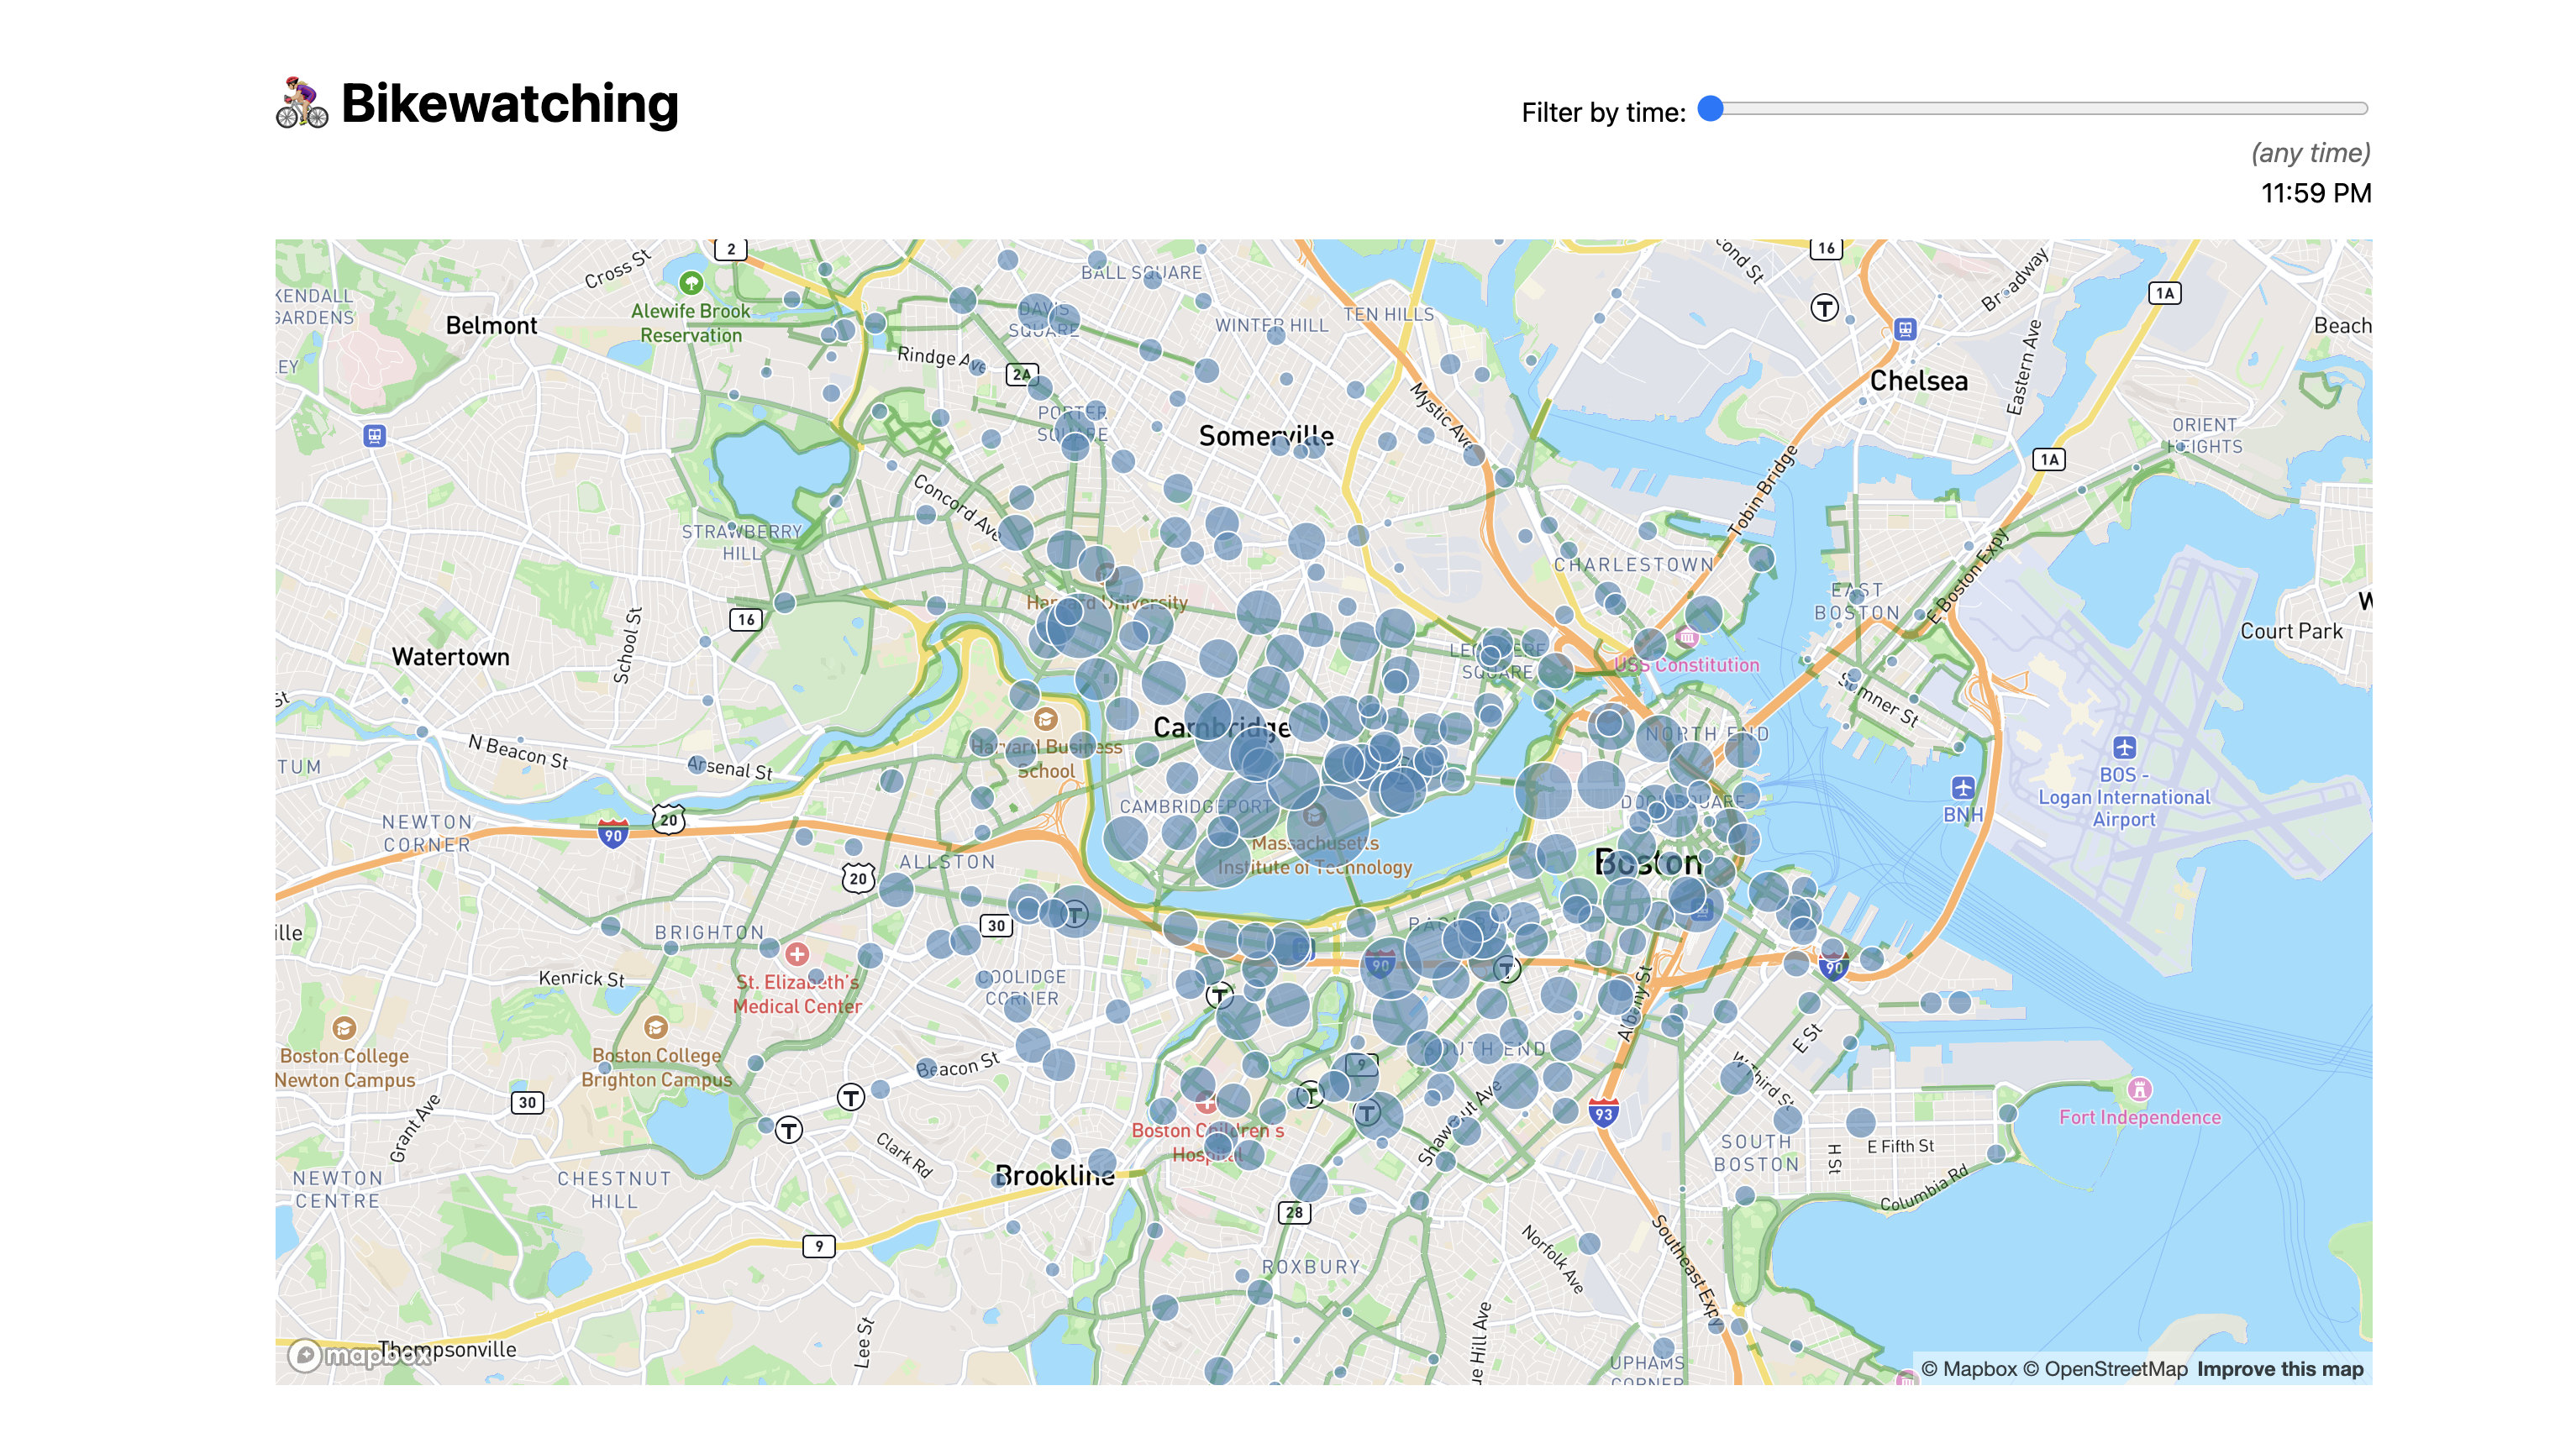 Bikewatching
Filter by time:
(any time)
11:59 PM
2
16
Cross St
BALL SQUARE
Broadway
1A
KENDALL
GARDENS
Alewife Brook
Reservation
Belmont
DAVIS
SQUARE
WINTER HILL
TEN HILLS
T
Beach
Rindge Ave
2A
Mystic Ave
Chelsea
Eastern Ave
PORTER
SQUARE
Somerville
ORIENT
HEIGHTS
1A
Tobin Bridge
Concord Ave
STRAWBERRY
HILL
CHARLESTOWN
E Boston Expy
EAST
BOSTON
Harvard University
16
School St
Watertown
Court Park
USS Constitution
Sumner St
St
Cambridge
NORTH END
N Beacon St
Arsenal St
Harvard Business
School
BOS -
Logan International
Airport
BNH
CAMBRIDGEPORT
NEWTON
CORNER
90
20
Massachusetts
Institute of Technology
ALLSTON
20
Boston
30
T
BRIGHTON
90
90
T
Kenrick St
St. Elizabeth's
Medical Center
COOLIDGE
CORNER
T
Albany St
Boston College
Newton Campus
Boston College
Brighton Campus
Beacon St
SOUTH END
9
E St
W Third St
30
T
T
T
T
93
Fort Independence
Grant Ave
Clark Rd
Boston Children's
Hospital
Shawmut Ave
SOUTH
BOSTON
H St
E Fifth St
Columbia Rd
NEWTON
CENTRE
CHESTNUT
HILL
Brookline
28
9
ROXBURY
Norfolk Ave
Southeast Expy
Lee St
Thompsonville
mapbox
UPHAMS
CORNER
© Mapbox © OpenStreetMap Improve this map